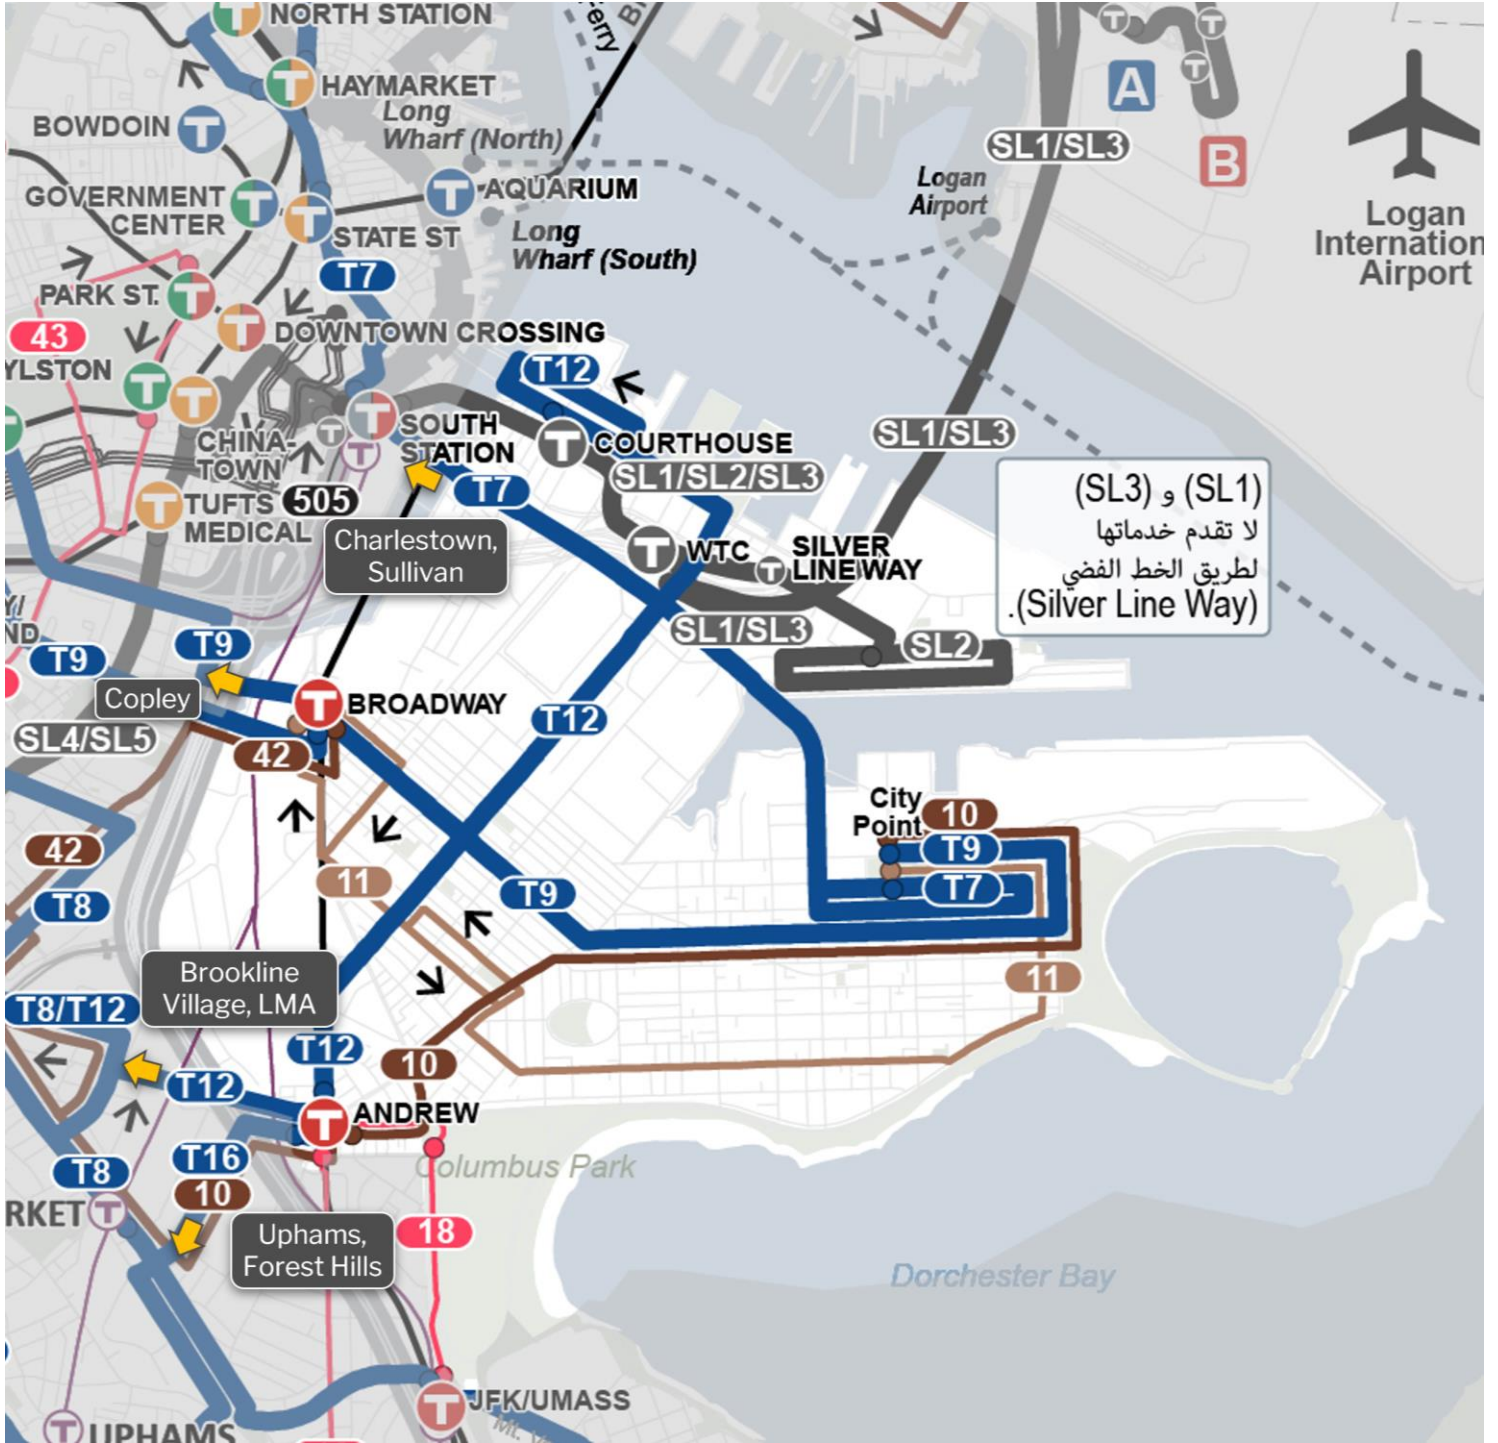 NORTH STATION
Ferry
HAYMARKET
Long
Wharf (North)
BOWDOIN
A
B
SL1/SL3
AQUARIUM
GOVERNMENT
CENTER
STATE ST
Long
Wharf (South)
Logan
Airport
Logan
Internation
Airport
T7
PARK ST.
43
DOWNTOWN CROSSING
YLSTON
T12
SOUTH
STATION
COURTHOUSE
SL1/SL3
CHINA-
TOWN
SL1/SL2/SL3
TUFTS
MEDICAL
505
T7
(SL1) و (SL3)
لا تقدم خدماتها
لطريق الخط الفضي
(Silver Line Way).
Charlestown,
Sullivan
WTC
SILVER
LINE WAY
Y/
ND
T9
T9
SL1/SL3
SL2
Copley
BROADWAY
T12
SL4/SL5
42
City
Point
10
T9
T7
42
11
T8
T9
Brookline
Village, LMA
11
T8/T12
T12
10
T12
ANDREW
T16
T8
10
Columbus Park
RKET
Uphams,
Forest Hills
18
Dorchester Bay
JFK/UMASS
UPHAMS